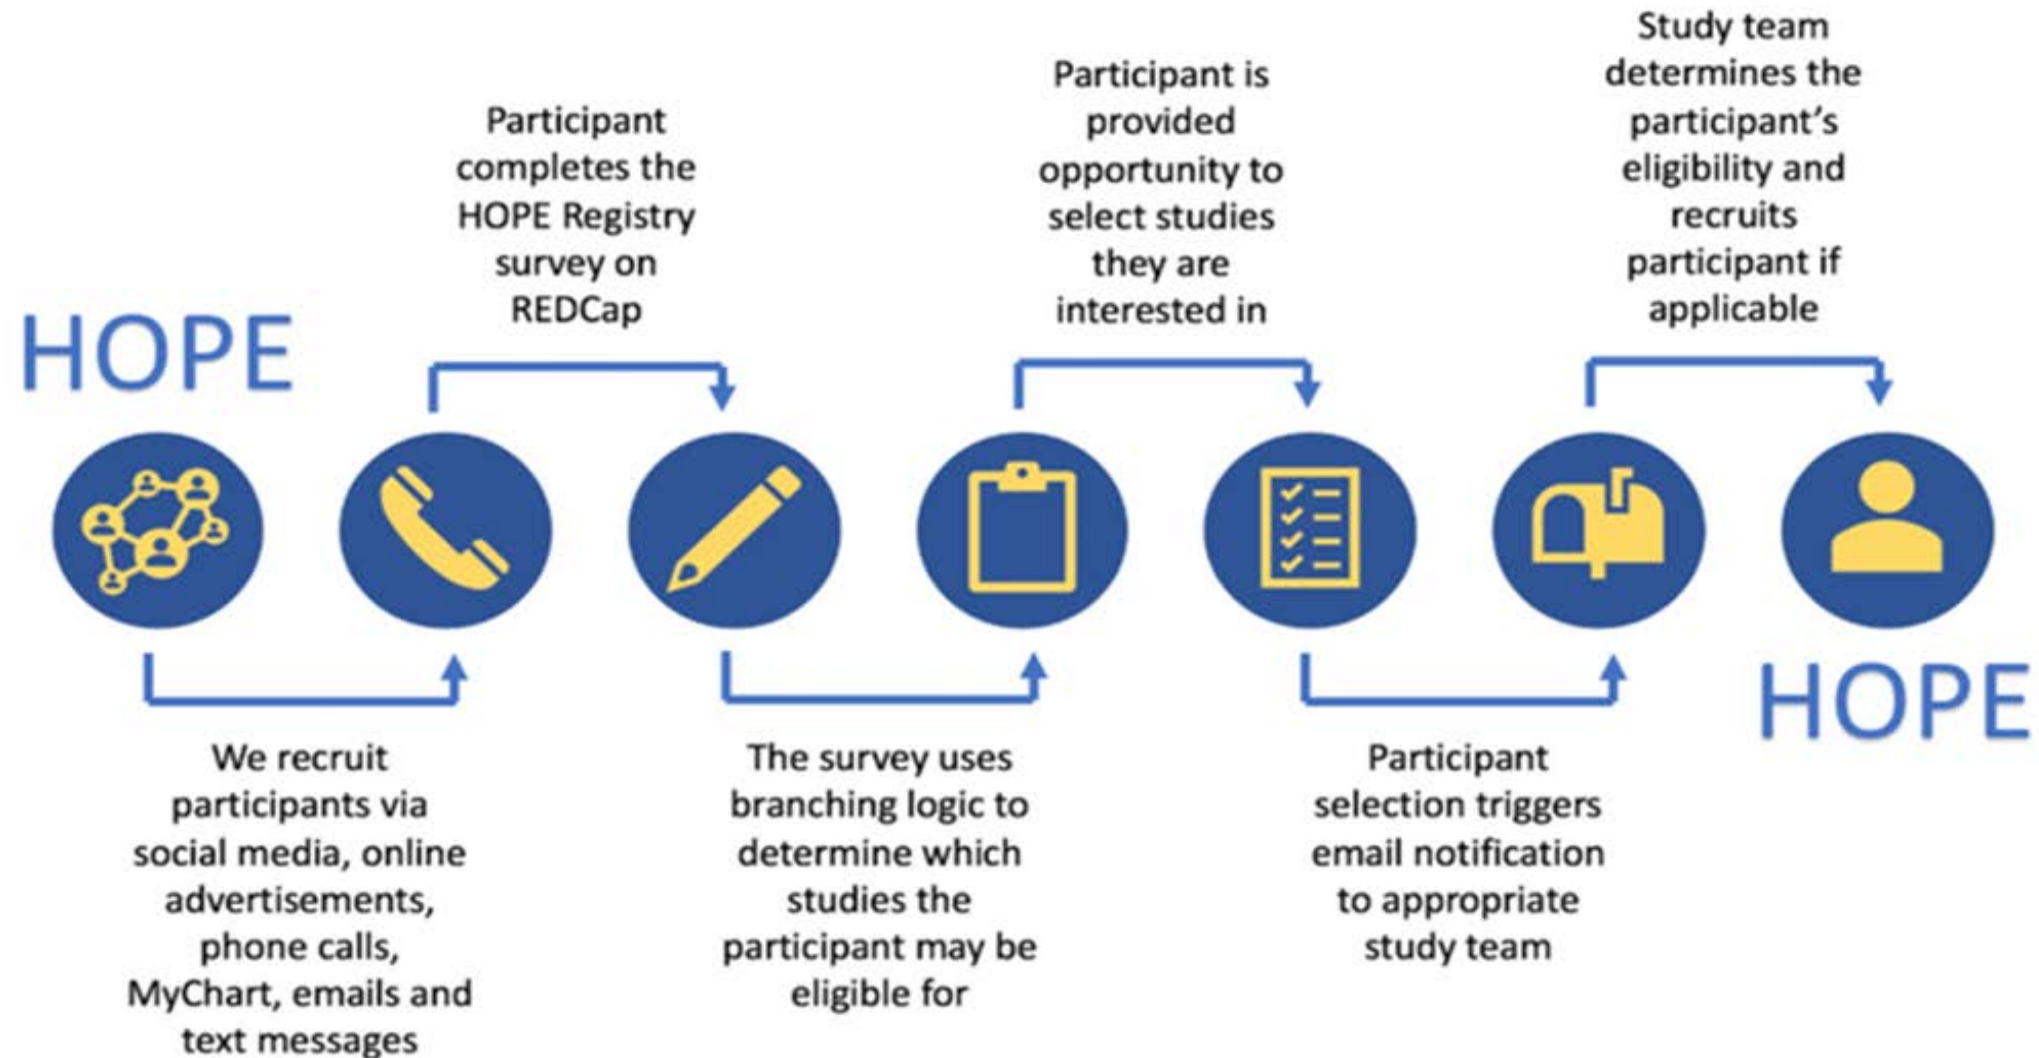 HOPE
We recruit
participants via
social media, online
advertisements,
phone calls,
MyChart, emails and
text messages
Participant
completes the
HOPE Registry
survey on
REDCap
The survey uses
branching logic to
determine which
studies the
participant may be
eligible for
Participant is
provided
opportunity to
select studies
they are
interested in
Participant
selection triggers
email notification
to appropriate
study team
Study team
determines the
participant's
eligibility and
recruits
participant if
applicable
HOPE